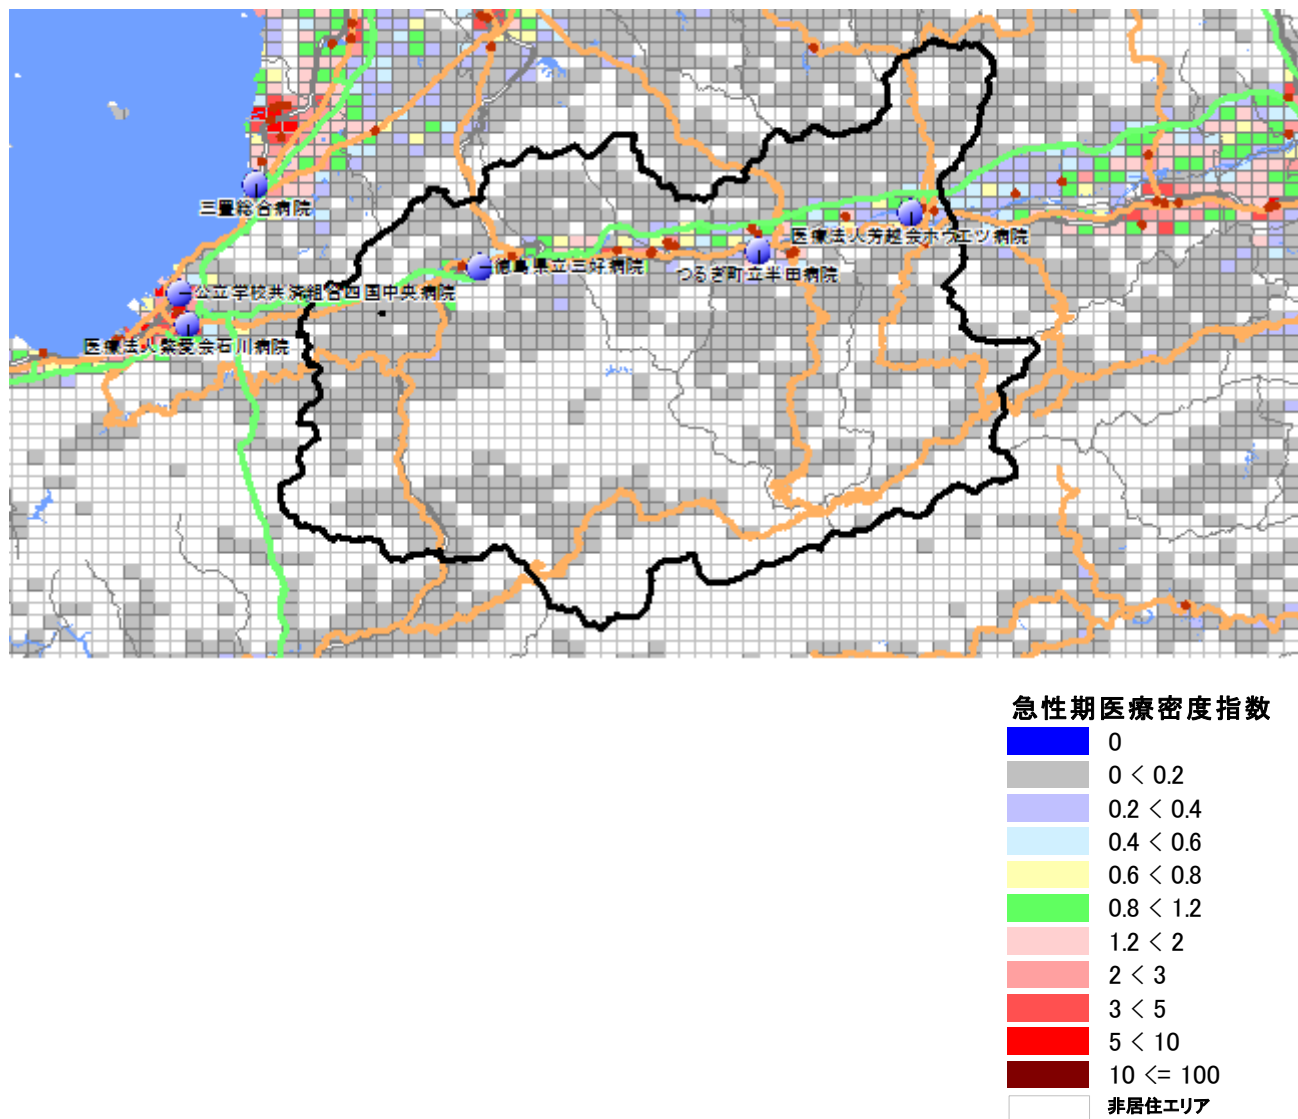 三豊総合病院
医療法人芳越会ホウエツ病院
徳島県立三好病院
つるぎ町立半田病院
公立学校共済組合四国中央病院
医療法人綮愛会石川病院
急性期医療密度指数
0
0 < 0.2
0.2 < 0.4
0.4 < 0.6
0.6 < 0.8
0.8 < 1.2
1.2 < 2
2 < 3
3 < 5
5 < 10
10 <= 100
非居住エリア